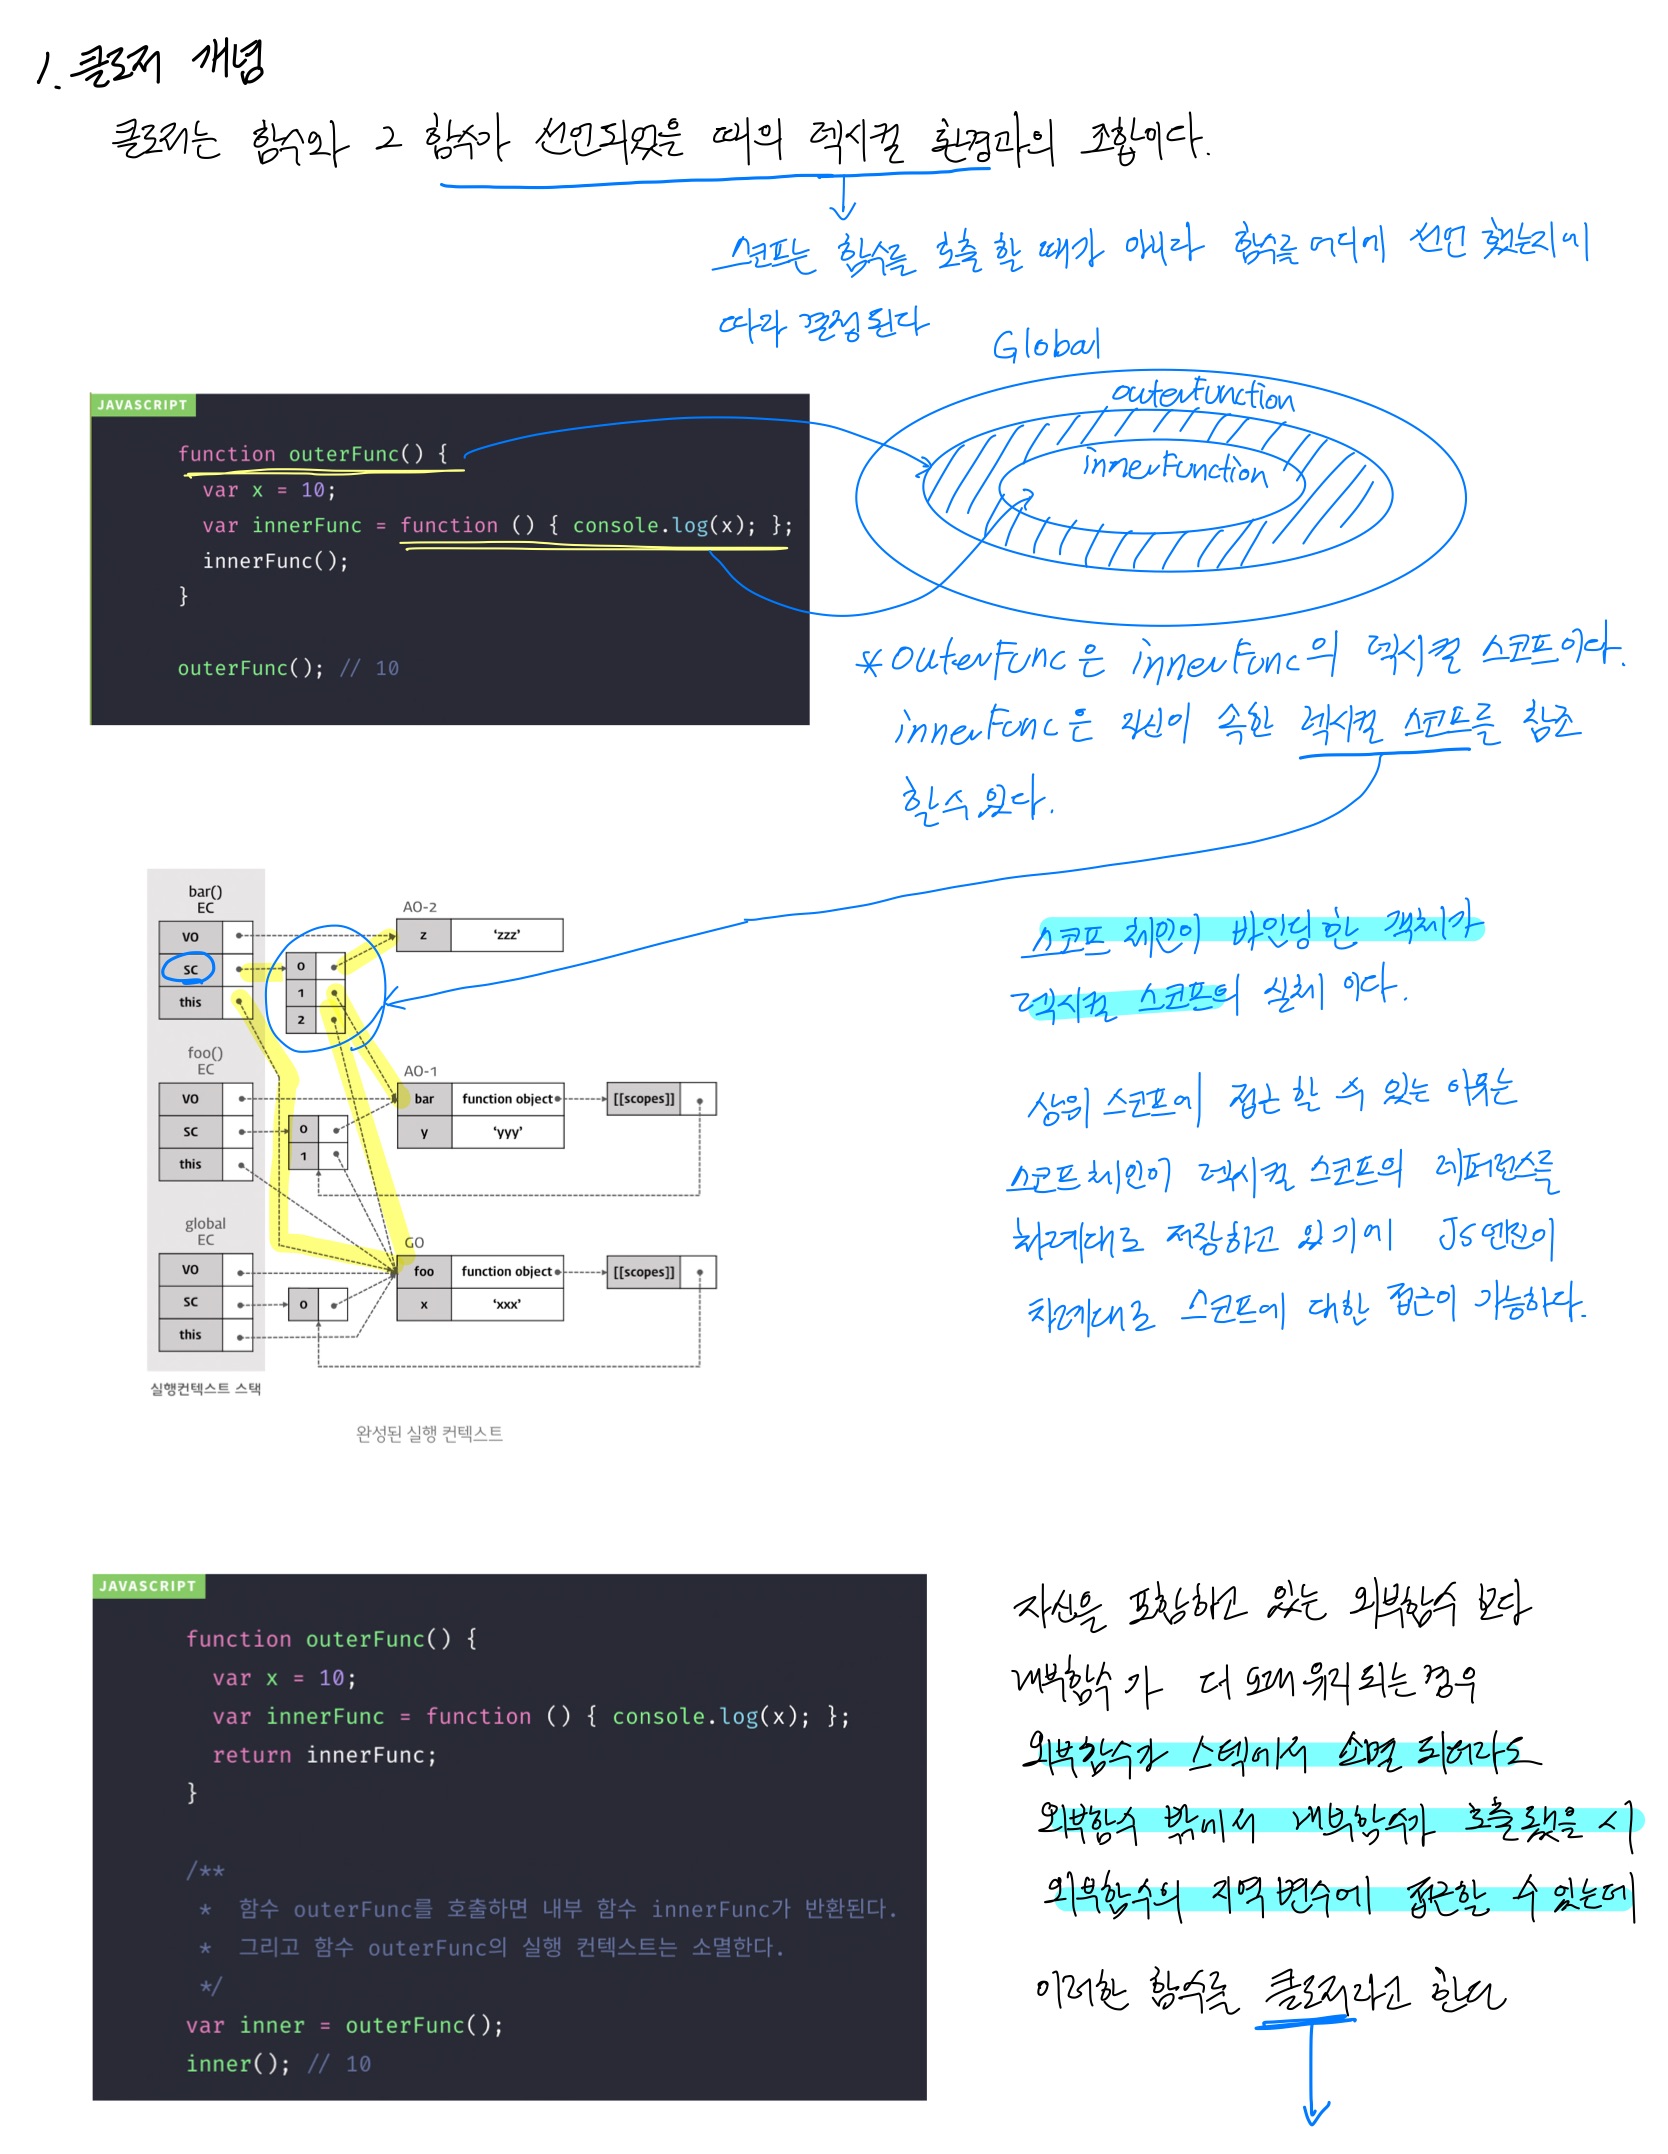 1. 클로저 개념
클로저는 함수와 그 함수가 선언되었을 때의 렉시컬 환경과의 조합이다.
스코프는 함수를 호출 할 때가 아니라 함수를 어디에 선언 했는지에
따라 결정된다
Global
outerFunction
innerFunction
JAVASCRIPT
function outerFunc() {
var x = 10;
var innerFunc = function () { console.log(x); };
innerFunc();
}
outerFunc(); // 10
* outerFunc은 innerFunc의 렉시컬 스코프이다.
innerFunc은 자신이 속한 렉시컬 스코프를 참조
할 수 있다.
bar()
EC
VO
SC
this
0
1
2
AO-2
z 'zzz'
foo()
EC
VO
SC
this
0
1
AO-1
bar function object
y 'yyy'
[[scopes]]
global
EC
VO
SC
this
0
GO
foo function object
x 'xxx'
[[scopes]]
실행컨텍스트 스택
완성된 실행 컨텍스트
스코프 체인이 바인딩 한 객체가
렉시컬 스코프의 실체 이다.
상위 스코프에 접근 할 수 있는 이유는
스코프 체인이 렉시컬 스코프의 레퍼런스를
차례대로 저장하고 있기에 JS엔진이
차례대로 스코프에 대한 접근이 가능하다.
JAVASCRIPT
function outerFunc() {
var x = 10;
var innerFunc = function () { console.log(x); };
return innerFunc;
}
/**
* 함수 outerFunc를 호출하면 내부 함수 innerFunc가 반환된다.
* 그리고 함수 outerFunc의 실행 컨텍스트는 소멸한다.
*/
var inner = outerFunc();
inner(); // 10
자신을 포함하고 있는 외부함수 보다
내부함수가 더 오래 유지 되는 경우
외부함수가 스텍에서 소멸 되어라도
외부함수 밖에서 내부함수가 호출됐을 시
외부함수의 지역변수에 접근할 수 있는데
이러한 함수를 클로저라고 한다